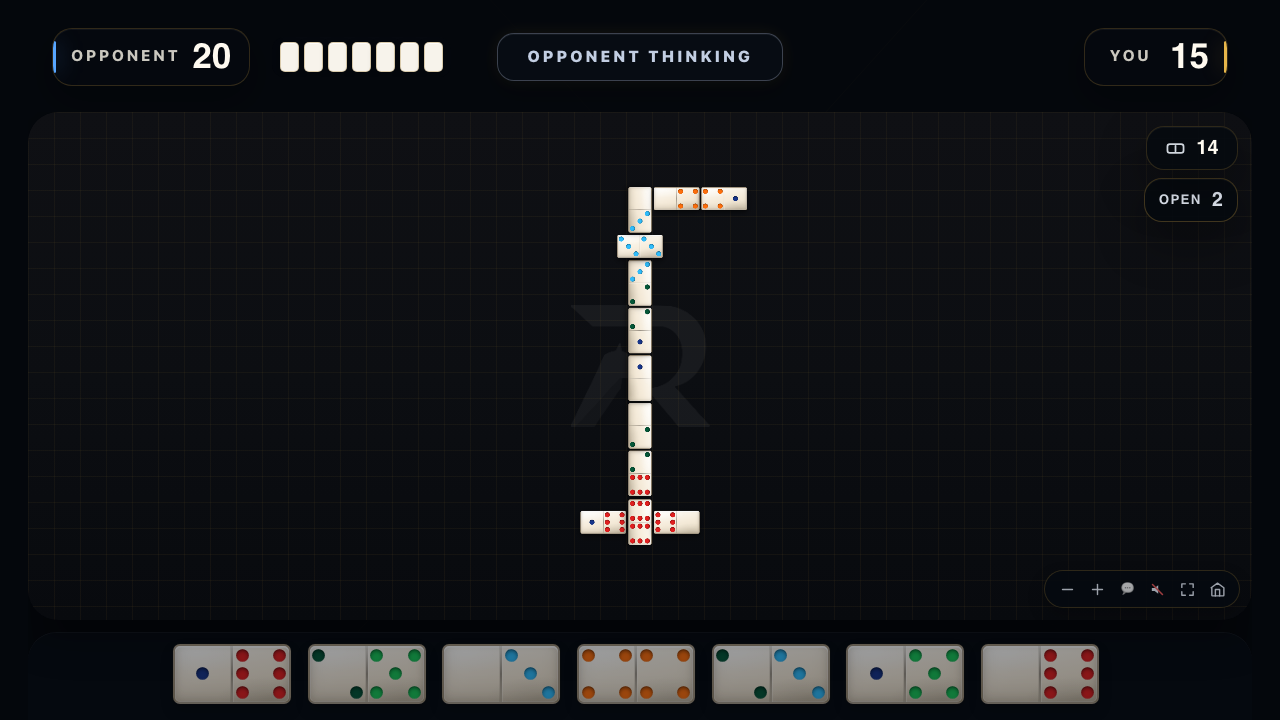 OPPONENT 20
OPPONENT THINKING
YOU 15
14
OPEN 2
R